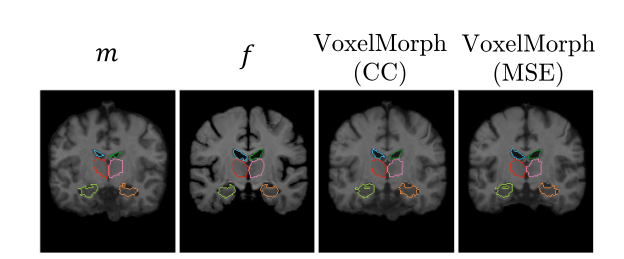 m
f
VoxelMorph
(CC)
VoxelMorph
(MSE)